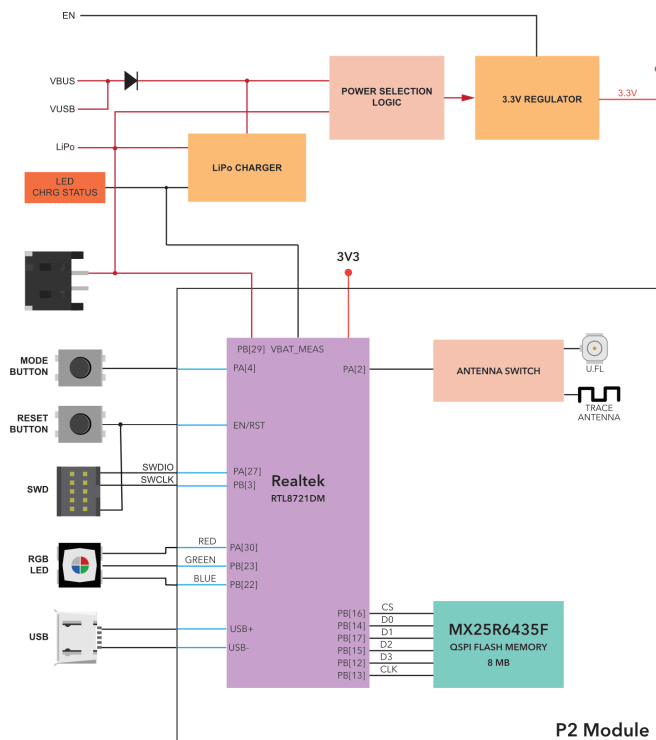 EN
VBUS
VUSB
LiPo
POWER SELECTION
LOGIC
3.3V REGULATOR
3.3V
LiPo CHARGER
LED
CHRG STATUS
3V3
PB[29]
VBAT_MEAS
MODE
BUTTON
PA[4]
PA[2]
ANTENNA SWITCH
U.FL
TRACE
ANTENNA
RESET
BUTTON
EN/RST
SWD
SWDIO
SWCLK
PA[27]
PB[3]
Realtek
RTL8721DM
RGB
LED
RED
GREEN
BLUE
PA[30]
PB[23]
PB[22]
USB
USB+
USB-
PB[16]
PB[14]
PB[17]
PB[15]
PB[12]
PB[13]
CS
D0
D1
D2
D3
CLK
MX25R6435F
QSPI FLASH MEMORY
8 MB
P2 Module